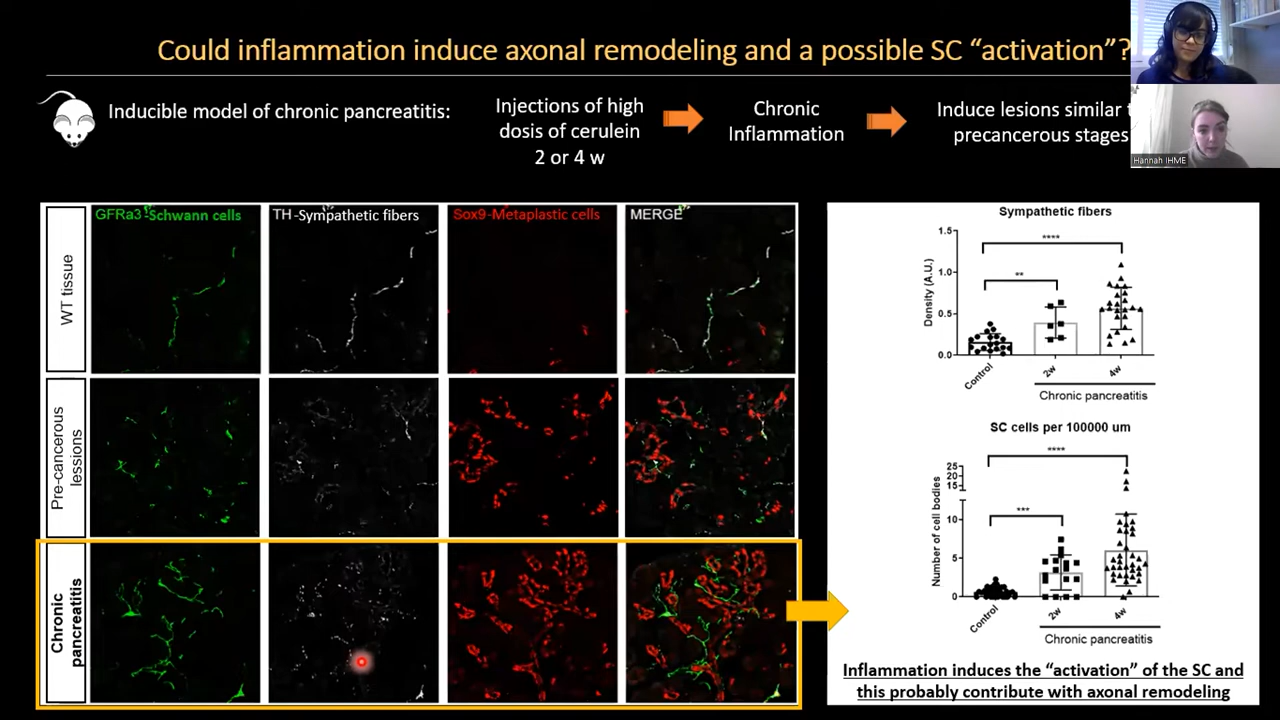 Could inflammation induce axonal remodeling and a possible SC “activation”?
Inducible model of chronic pancreatitis:
Injections of high
dosis of cerulein
2 or 4 w
Chronic
Inflammation
Induce lesions similar
precancerous stages
Hannah IHME
GFRa3-Schwann cells
TH-Sympathetic fibers
Sox9-Metaplastic cells
MERGE
WT tissue
Pre-cancerous
lesions
Chronic
pancreatitis
Sympathetic fibers
Density (A.U.)
1.5
1.0
0.5
0.0
****
**
Control
2w
4w
Chronic pancreatitis
SC cells per 100000 um
Number of cell bodies
25
20
15
10
5
0
****
***
Control
2w
4w
Chronic pancreatitis
Inflammation induces the “activation” of the SC and
this probably contribute with axonal remodeling